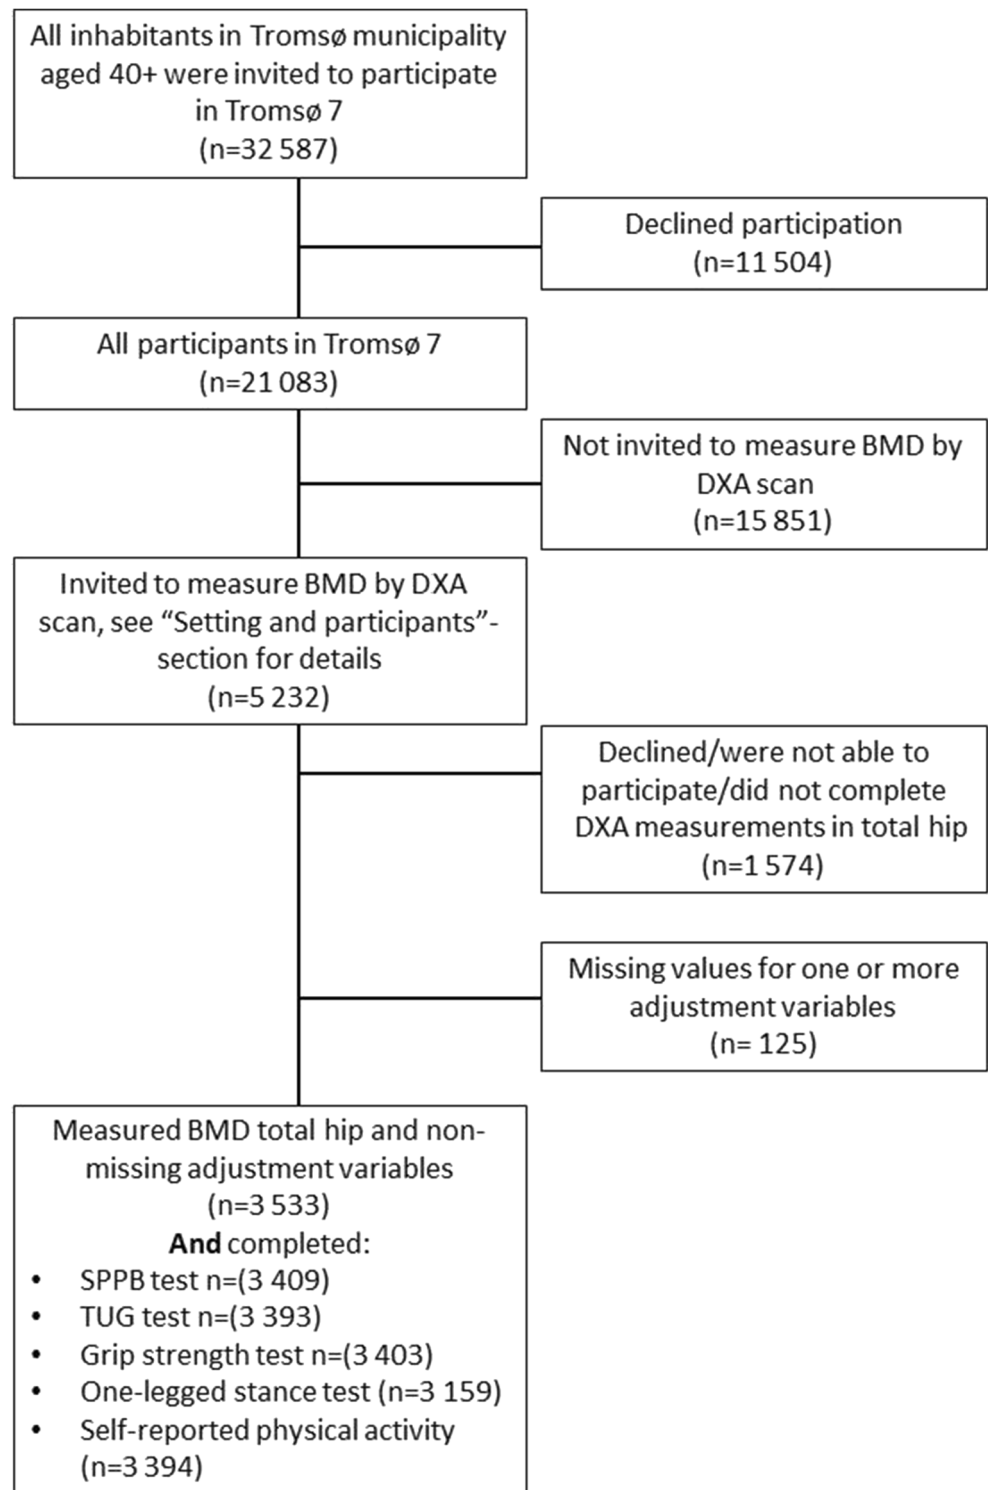 All inhabitants in Tromsø municipality
aged 40+ were invited to participate
in Tromsø 7
(n=32 587)
Declined participation
(n=11 504)
All participants in Tromsø 7
(n=21 083)
Not invited to measure BMD by
DXA scan
(n=15 851)
Invited to measure BMD by DXA
scan, see “Setting and participants”-
section for details
(n=5 232)
Declined/were not able to
participate/did not complete
DXA measurements in total hip
(n=1 574)
Missing values for one or more
adjustment variables
(n= 125)
Measured BMD total hip and non-
missing adjustment variables
(n=3 533)
And completed:
• SPPB test n=(3 409)
• TUG test n=(3 393)
• Grip strength test n=(3 403)
• One-legged stance test (n=3 159)
• Self-reported physical activity
(n=3 394)